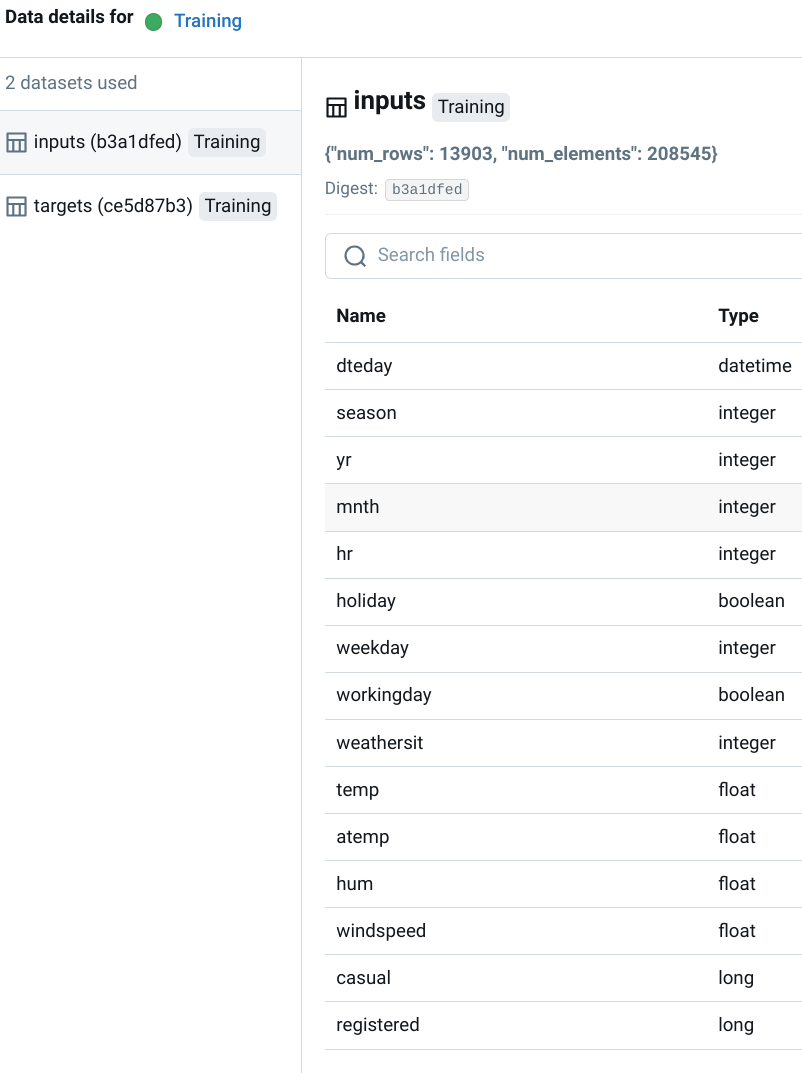 Data details for Training
2 datasets used
inputs (b3a1dfed) Training
targets (ce5d87b3) Training
inputs Training
{"num_rows": 13903, "num_elements": 208545}
Digest: b3a1dfed
Search fields
Name Type
dteday datetime
season integer
yr integer
mnth integer
hr integer
holiday boolean
weekday integer
workingday boolean
weathersit integer
temp float
atemp float
hum float
windspeed float
casual long
registered long